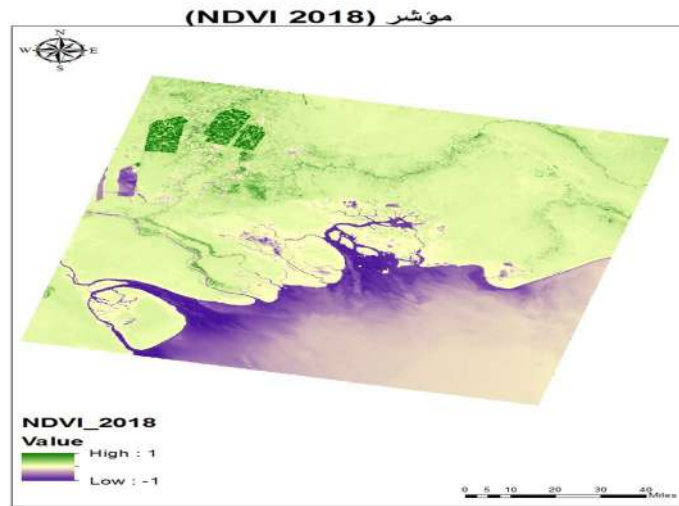 مؤشر (NDVI 2018)
N
W E
S
NDVI_2018
Value
High : 1
Low : -1
0 5 10 20 30 40
Miles